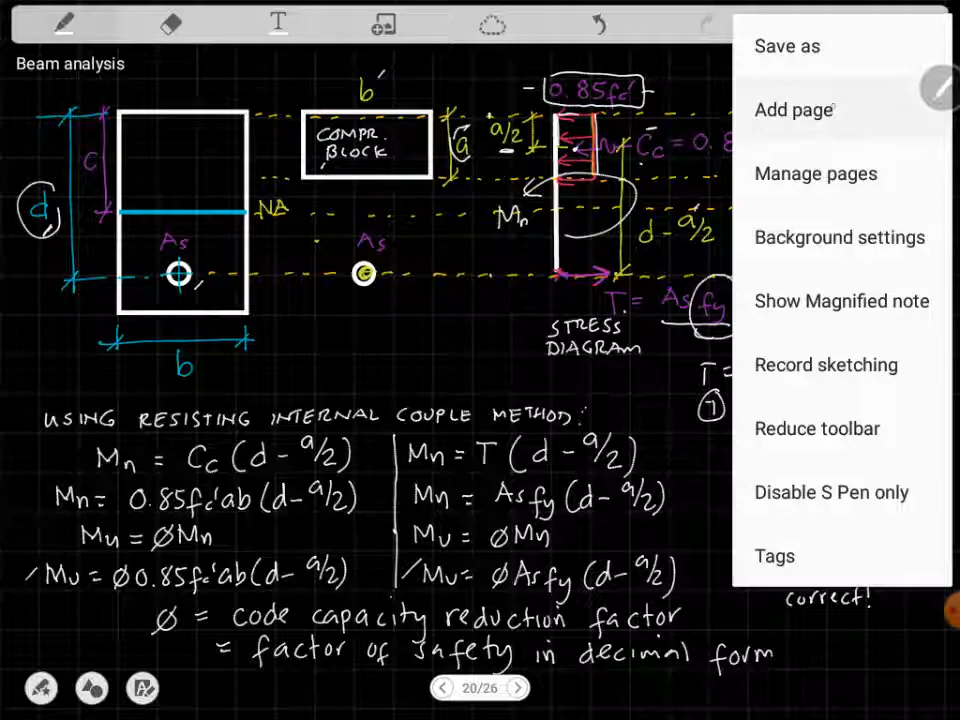 T
Save as
Beam analysis
Add page
Manage pages
Background settings
Show Magnified note
Record sketching
Reduce toolbar
Disable S Pen only
Tags
b'
0.85fc'
c
COMPR.
BLOCK
a
a/2
Cc = 0.8
d
NA
Mn
d - a/2
As
As
T = As fy
b
STRESS
DIAGRAM
T =
USING RESISTING INTERNAL COUPLE METHOD:
Mn = Cc (d - a/2)
Mn = 0.85fc'ab (d - a/2)
Mu = ØMn
Mu = Ø0.85fc'ab(d - a/2)
Mn = T (d - a/2)
Mn = As fy (d - a/2)
Mu = ØMn
Mu = ØAs fy (d - a/2)
correct!
Ø = code capacity reduction factor
= factor of safety in decimal form
20/26